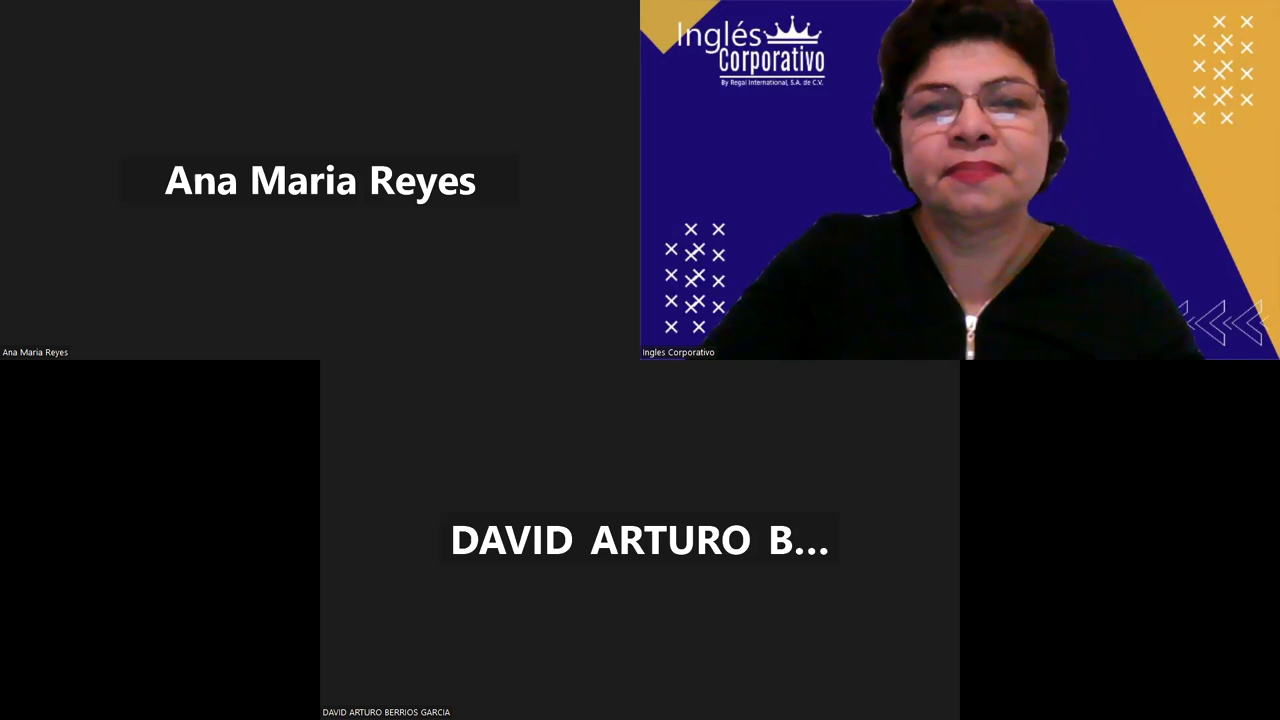 Ana Maria Reyes
Ana Maria Reyes
Inglés
Corporativo
By Regal International, S.A. de C.V.
Ingles Corporativo
DAVID ARTURO B...
DAVID ARTURO BERRIOS GARCIA